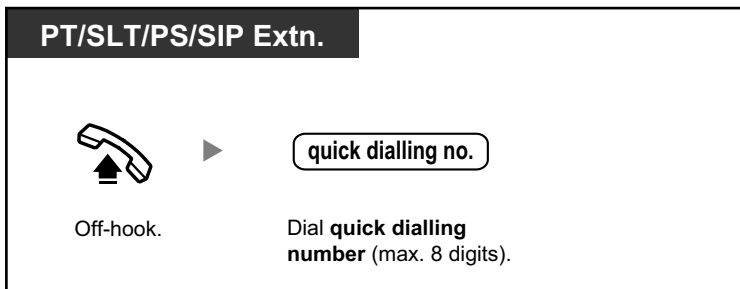 PT/SLT/PS/SIP Extn.
quick dialling no.
Off-hook.
Dial quick dialling
number (max. 8 digits).